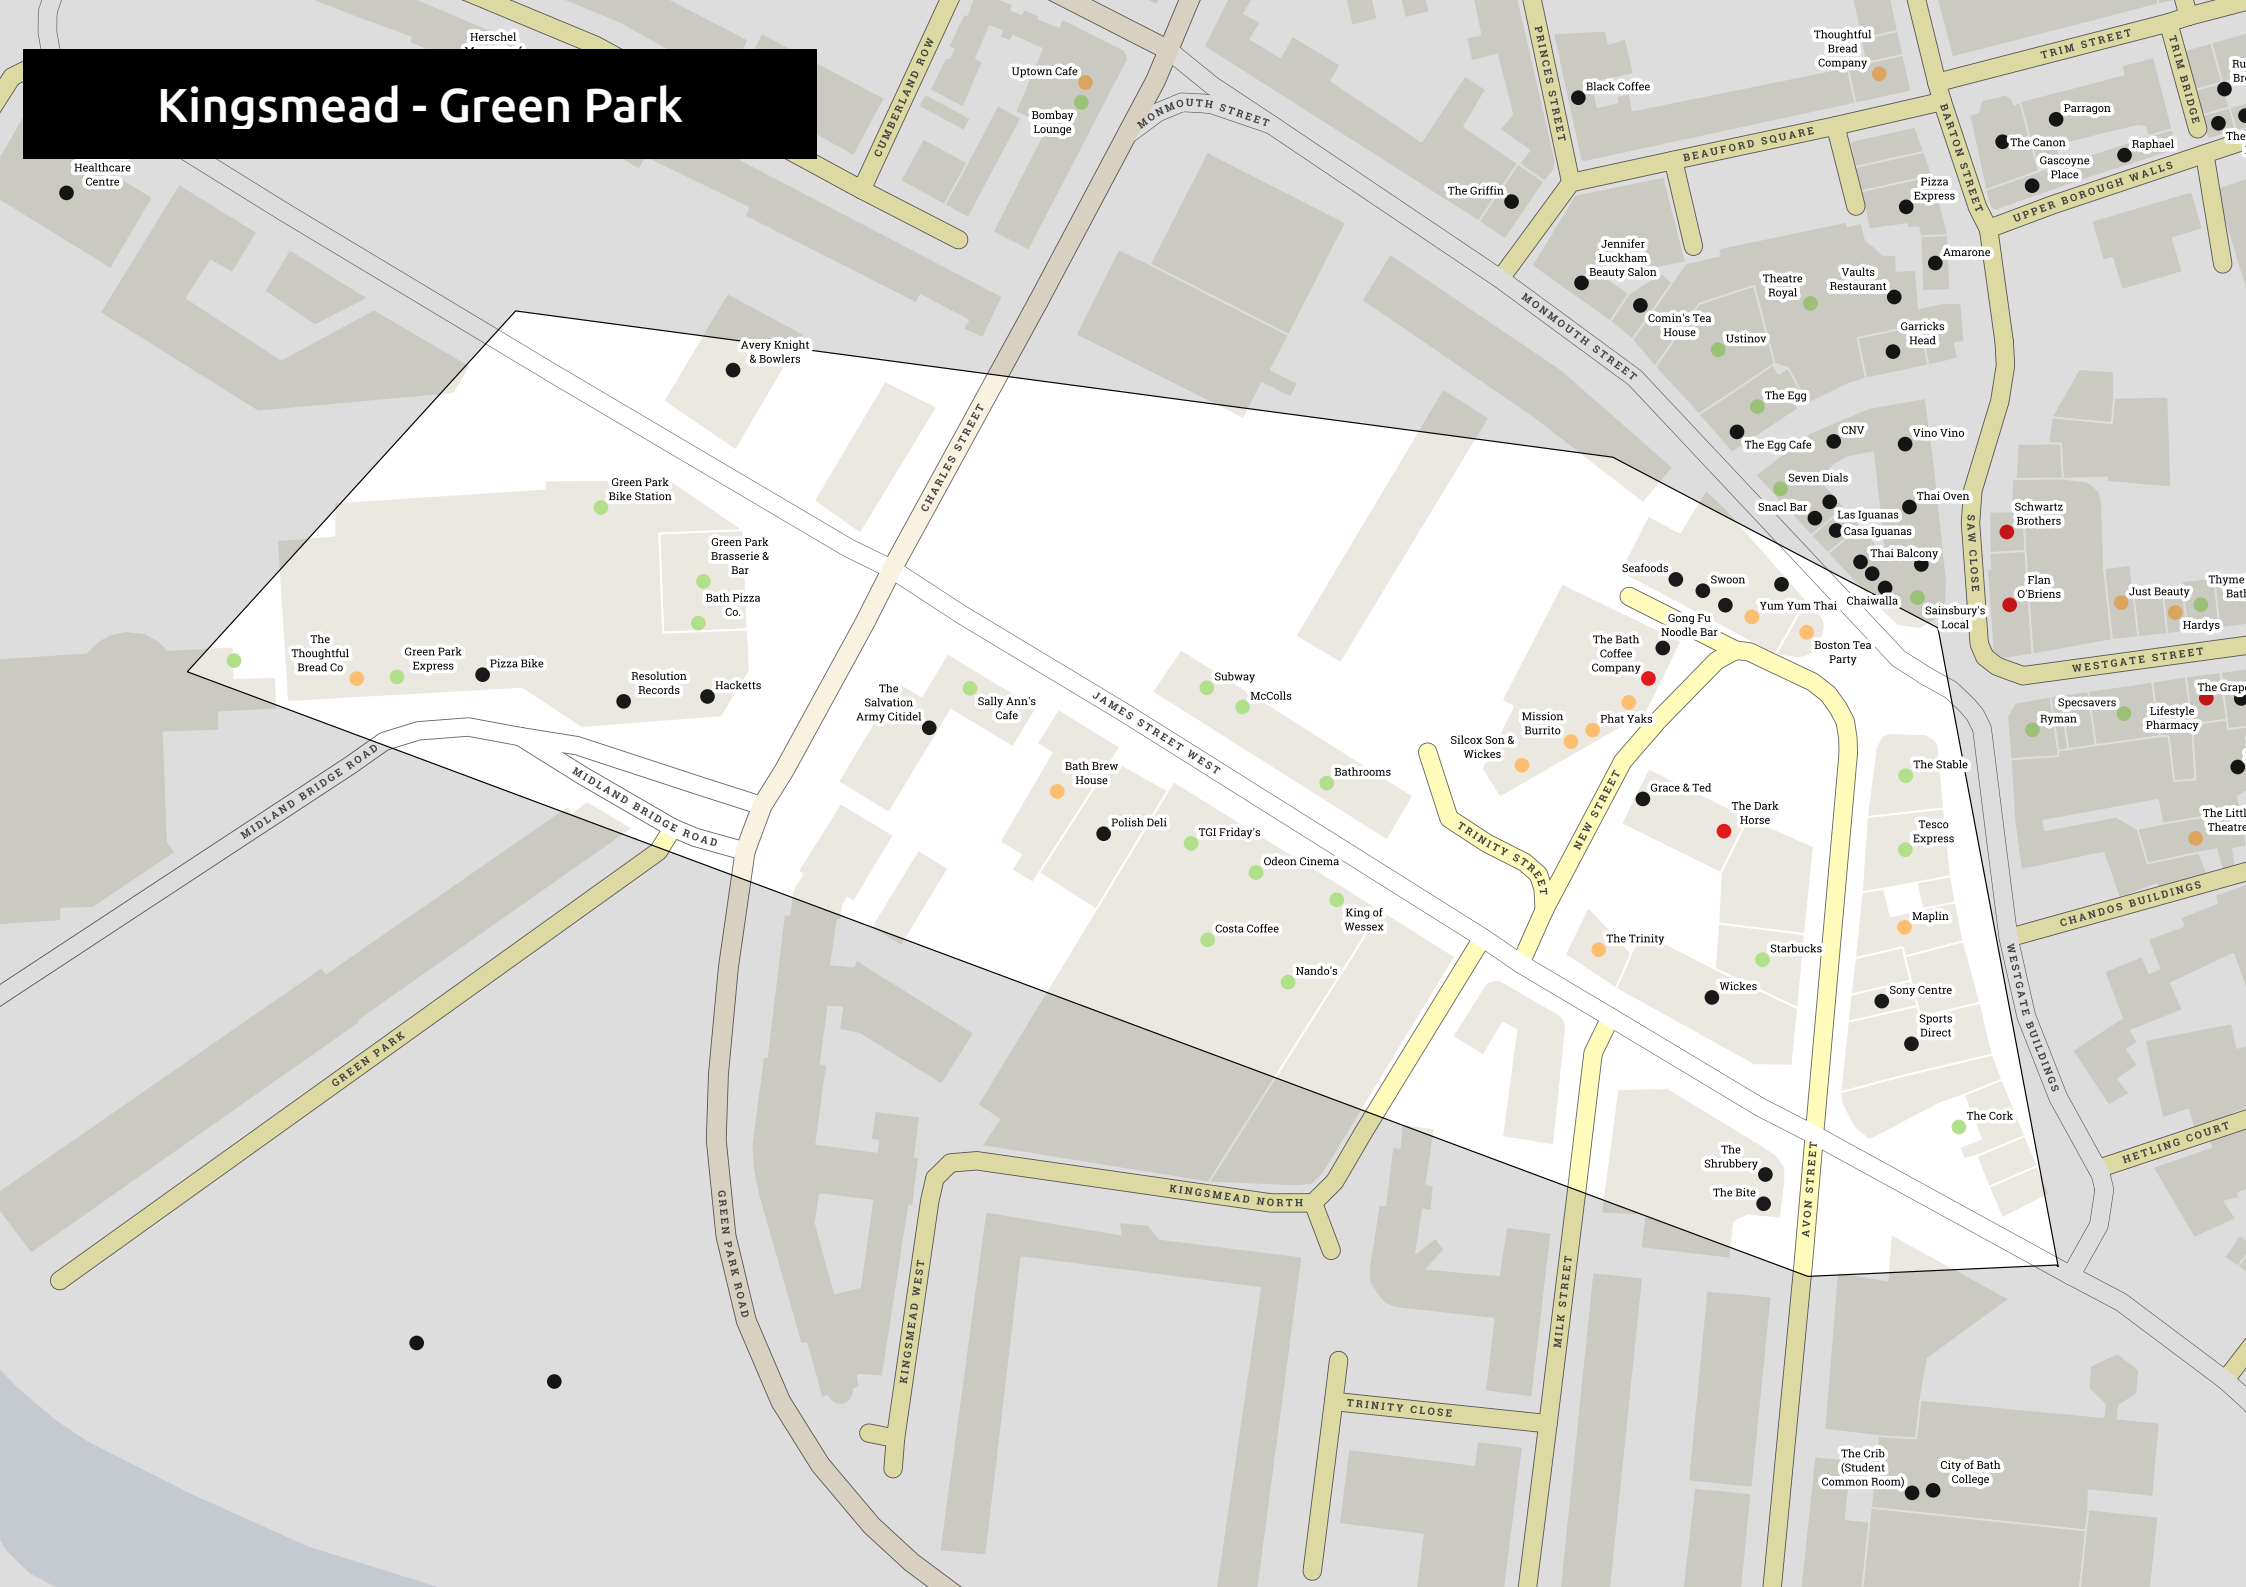 Herschel
Kingsmead - Green Park
Healthcare
Centre
CUMBERLAND ROW
Uptown Cafe
Bombay
Lounge
MONMOUTH STREET
PRINCES STREET
Black Coffee
The Griffin
Thoughtful
Bread
Company
BEAUFORD SQUARE
BARTON STREET
TRIM STREET
TRIM BRIDGE
Parragon
The Canon
Raphael
Gascoyne
Place
UPPER BOROUGH WALLS
Pizza
Express
Amarone
Jennifer
Luckham
Beauty Salon
Comin's Tea
House
Theatre
Royal
Vaults
Restaurant
Ustinov
Garricks
Head
MONMOUTH STREET
The Egg
The Egg Cafe
CNV
Vino Vino
Seven Dials
Snacl Bar
Las Iguanas
Casa Iguanas
Thai Oven
Thai Balcony
Chaiwalla
Sainsbury's
Local
SAW CLOSE
Schwartz
Brothers
Flan
O'Briens
Just Beauty
Hardys
Thyme
WESTGATE STREET
The Grape
Specsavers
Ryman
Lifestyle
Pharmacy
The Littl
Theatre
CHANDOS BUILDINGS
WESTGATE BUILDINGS
HETLING COURT
Avery Knight
& Bowlers
CHARLES STREET
Green Park
Bike Station
Green Park
Brasserie &
Bar
Bath Pizza
Co.
The
Thoughtful
Bread Co
Green Park
Express
Pizza Bike
Resolution
Records
Hacketts
MIDLAND BRIDGE ROAD
MIDLAND BRIDGE ROAD
The
Salvation
Army Citidel
Sally Ann's
Cafe
Bath Brew
House
Polish Deli
Subway
McColls
JAMES STREET WEST
Bathrooms
TGI Friday's
Odeon Cinema
King of
Wessex
Costa Coffee
Nando's
Seafoods
Swoon
Yum Yum Thai
Gong Fu
Noodle Bar
Boston Tea
Party
The Bath
Coffee
Company
Phat Yaks
Mission
Burrito
Silcox Son &
Wickes
TRINITY STREET
NEW STREET
Grace & Ted
The Dark
Horse
The Trinity
Starbucks
Wickes
The Stable
Tesco
Express
Maplin
Sony Centre
Sports
Direct
The Cork
The
Shrubbery
The Bite
AVON STREET
GREEN PARK
GREEN PARK ROAD
KINGSMEAD NORTH
KINGSMEAD WEST
MILK STREET
TRINITY CLOSE
The Crib
(Student
Common Room)
City of Bath
College